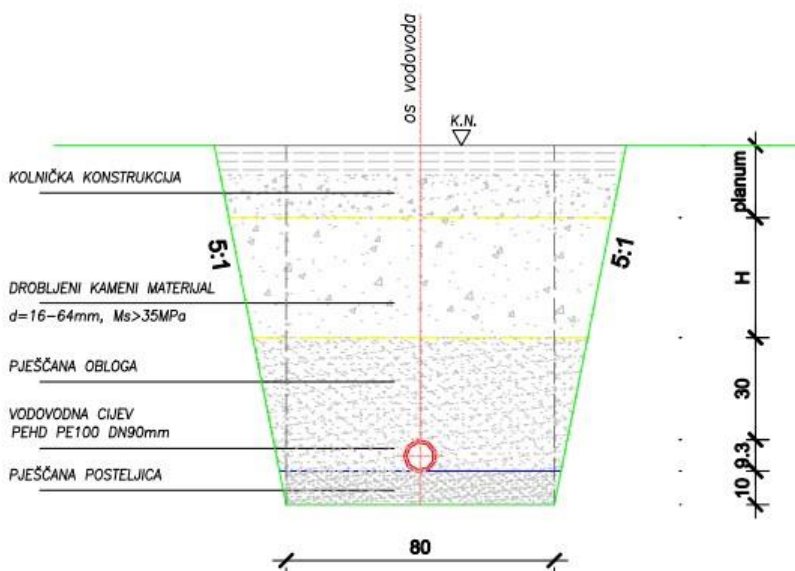 os vodovoda
K.N.
KOLNIČKA KONSTRUKCIJA
planum
5:1
5:1
H
DROBLJENI KAMENI MATERIJAL
d=16-64mm, Ms>35MPa
PJEŠČANA OBLOGA
30
VODOVODNA CIJEV
PEHD PE100 DN90mm
9.3
PJEŠČANA POSTELJICA
10
80